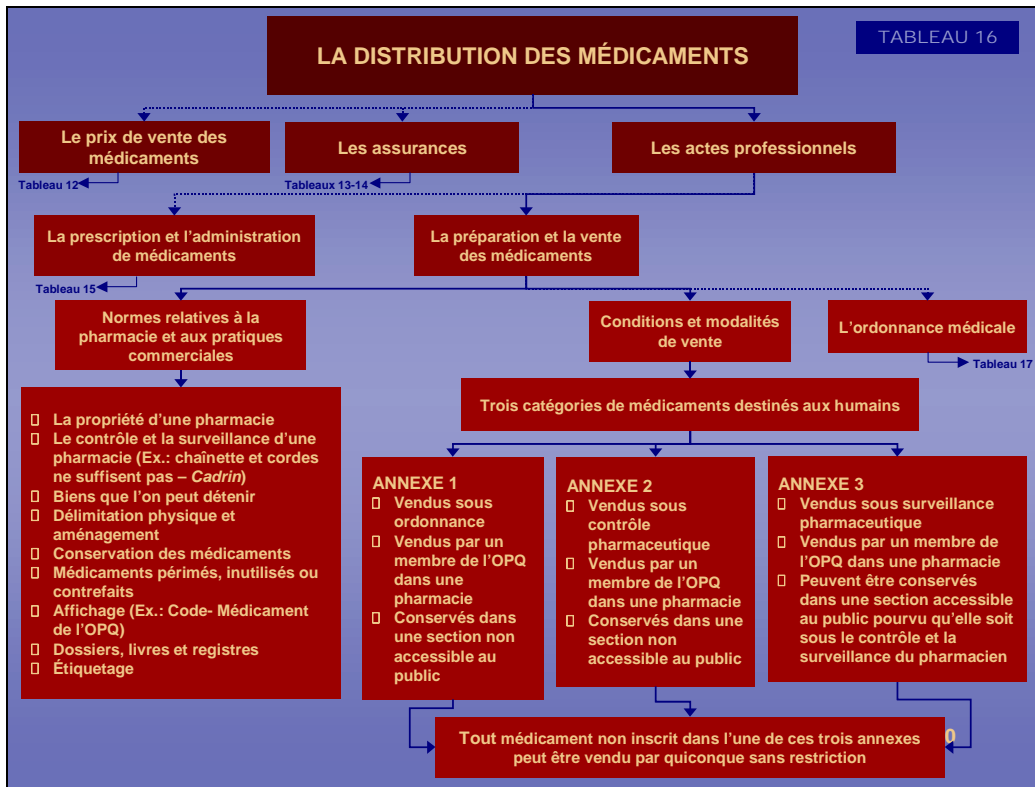 TABLEAU 16
LA DISTRIBUTION DES MÉDICAMENTS
Le prix de vente des
médicaments
Les assurances
Les actes professionnels
Tableau 12
Tableaux 13-14
La prescription et l'administration
de médicaments
La préparation et la vente
des médicaments
Tableau 15
Normes relatives à la
pharmacie et aux pratiques
commerciales
Conditions et modalités
de vente
L'ordonnance médicale
Tableau 17
Trois catégories de médicaments destinés aux humains
La propriété d'une pharmacie
Le contrôle et la surveillance d'une
pharmacie (Ex.: chaînette et cordes
ne suffisent pas – Cadrin)
Biens que l'on peut détenir
Délimitation physique et
aménagement
Conservation des médicaments
Médicaments périmés, inutilisés ou
contrefaits
Affichage (Ex.: Code- Médicament
de l'OPQ)
Dossiers, livres et registres
Étiquetage
ANNEXE 1
Vendus sous
ordonnance
Vendus par un
membre de l'OPQ
dans une
pharmacie
Conservés dans
une section non
accessible au
public
ANNEXE 2
Vendus sous
contrôle
pharmaceutique
Vendus par un
membre de l'OPQ
dans une pharmacie
Conservés dans une
section non
accessible au public
ANNEXE 3
Vendus sous surveillance
pharmaceutique
Vendus par un membre de
l'OPQ dans une pharmacie
Peuvent être conservés
dans une section accessible
au public pourvu qu'elle soit
sous le contrôle et la
surveillance du pharmacien
Tout médicament non inscrit dans l'une de ces trois annexes
peut être vendu par quiconque sans restriction